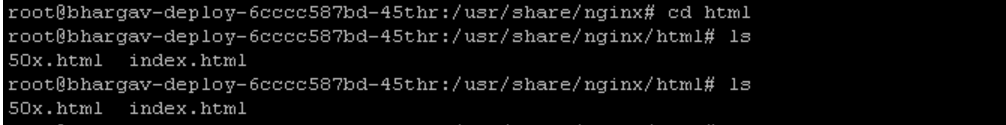 root@bhargav-deploy-6cccc587bd-45thr:/usr/share/nginx# cd html
root@bhargav-deploy-6cccc587bd-45thr:/usr/share/nginx/html# ls
50x.html  index.html
root@bhargav-deploy-6cccc587bd-45thr:/usr/share/nginx/html# ls
50x.html  index.html